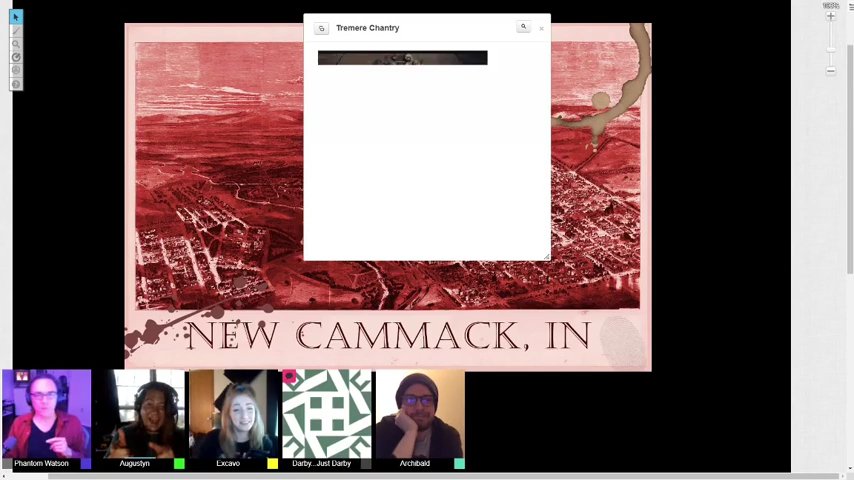 Tremere Chantry
NEW CAMMACK, IN
Phantom Watson
Augustyn
Excavo
Darby...Just Darby
Archibald